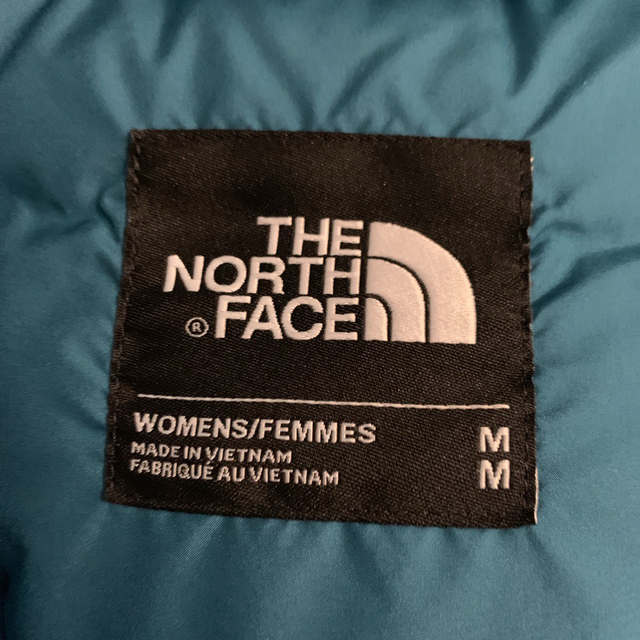 THE
NORTH
® FACE
WOMENS/FEMMES M
MADE IN VIETNAM
FABRIQUÉ AU VIETNAM M